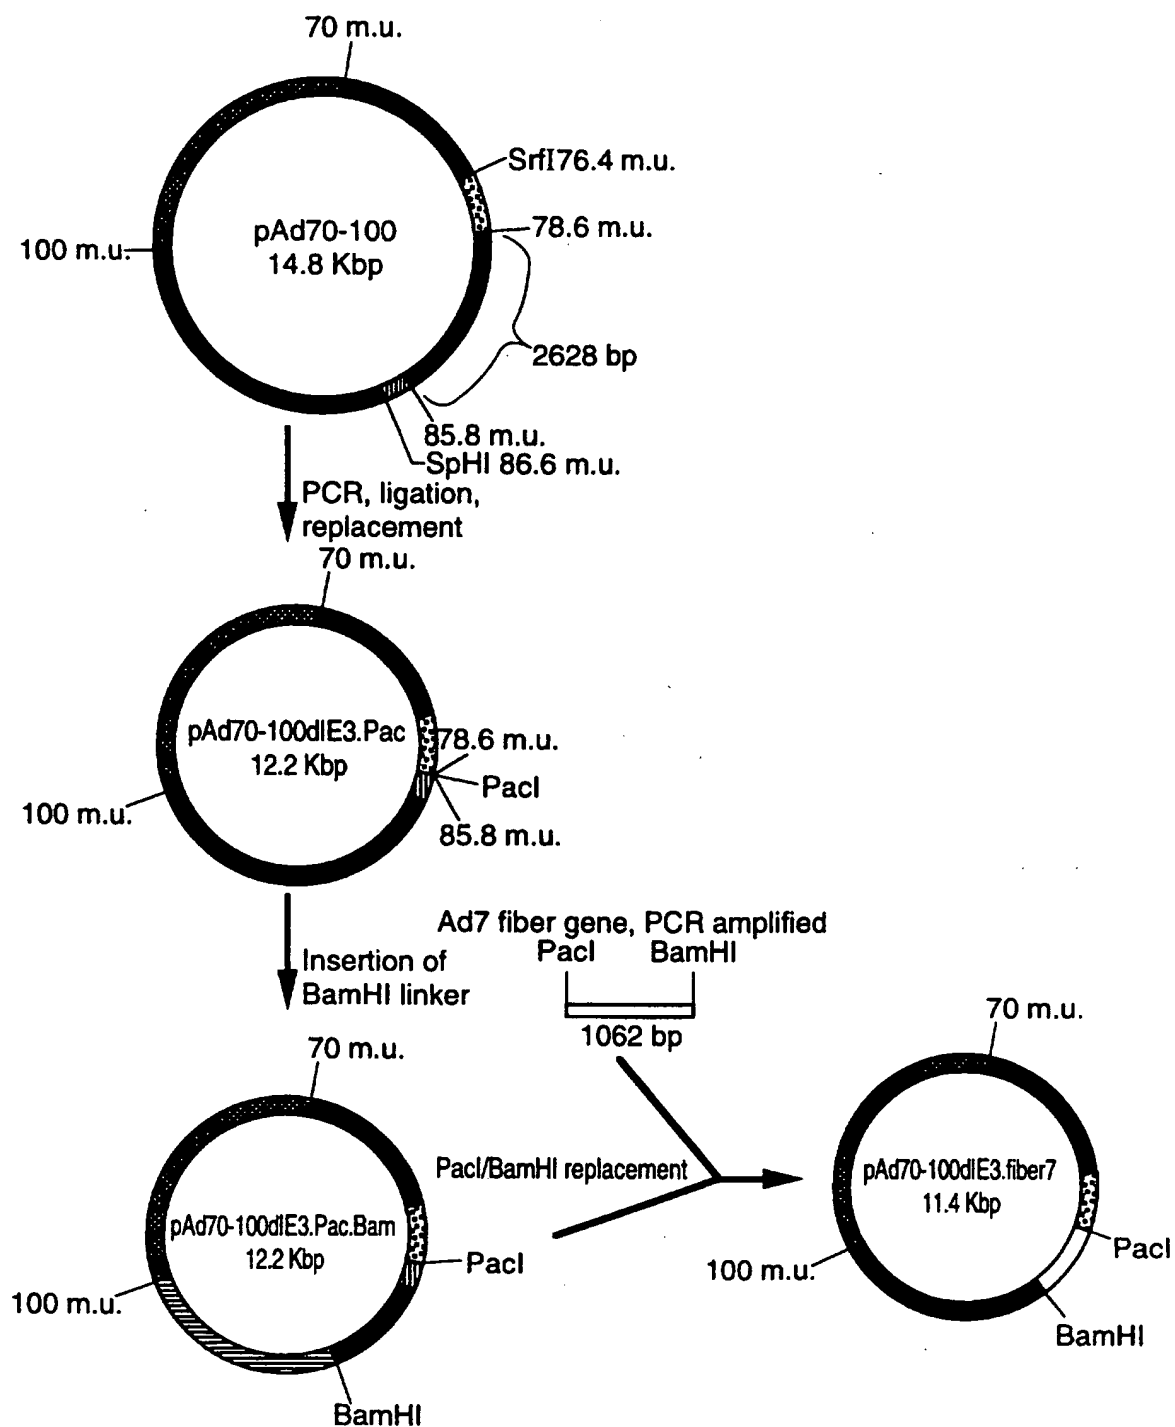 70 m.u.
SrfI76.4 m.u.
pAd70-100
14.8 Kbp
78.6 m.u.
100 m.u.
2628 bp
85.8 m.u.
SpHI 86.6 m.u.
PCR, ligation,
replacement
70 m.u.
pAd70-100dlE3.Pac
12.2 Kbp
78.6 m.u.
PacI
100 m.u.
85.8 m.u.
Insertion of
BamHI linker
Ad7 fiber gene, PCR amplified
PacI BamHI
1062 bp
70 m.u.
pAd70-100dlE3.Pac.Bam
12.2 Kbp
PacI
100 m.u.
BamHI
PacI/BamHI replacement
70 m.u.
pAd70-100dlE3.fiber7
11.4 Kbp
PacI
100 m.u.
BamHI